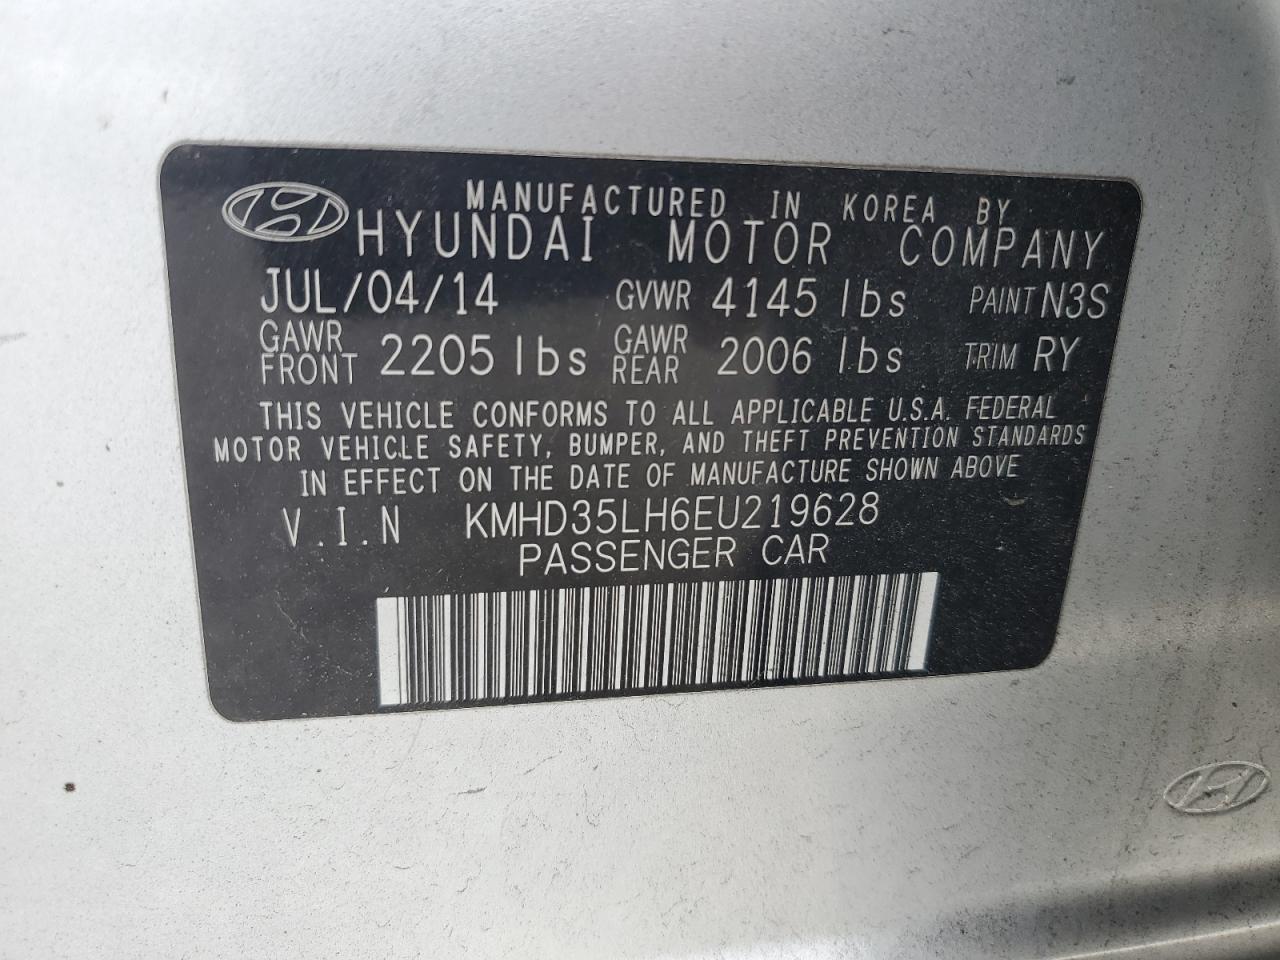 MANUFACTURED IN KOREA BY
HYUNDAI MOTOR COMPANY
JUL/04/14 GVWR 4145 lbs PAINT N3S
GAWR FRONT 2205 lbs GAWR REAR 2006 lbs TRIM RY
THIS VEHICLE CONFORMS TO ALL APPLICABLE U.S.A. FEDERAL
MOTOR VEHICLE SAFETY, BUMPER, AND THEFT PREVENTION STANDARDS
IN EFFECT ON THE DATE OF MANUFACTURE SHOWN ABOVE
V.I.N KMHD35LH6EU219628
PASSENGER CAR